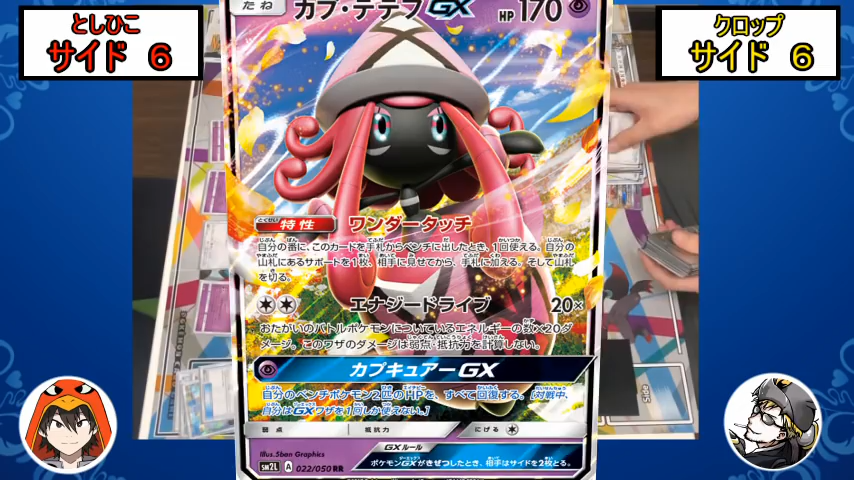 としひこ
サイド 6
クロップ
サイド 6
たね
カプ・テテフGX
HP 170
とくせい
特性
ワンダータッチ
自分の番に、このカードを手札からベンチに出したとき、1回使える。自分の
山札にあるサポートを1枚、相手に見せてから、手札に加える。そして山札
を切る。
エナジードライブ 20×
おたがいのバトルポケモンについているエネルギーの数×20ダ
メージ。このワザのダメージは弱点・抵抗力を計算しない。
カプキュアーGX
自分のベンチポケモン2匹のHPを、すべて回復する。[対戦中、
自分はGXワザを1回しか使えない。]
弱点
抵抗力
にげる
GXルール
ポケモンGXがきぜつしたとき、相手はサイドを2枚とる。
Illus.5ban Graphics
SM2L A 022/050 RR